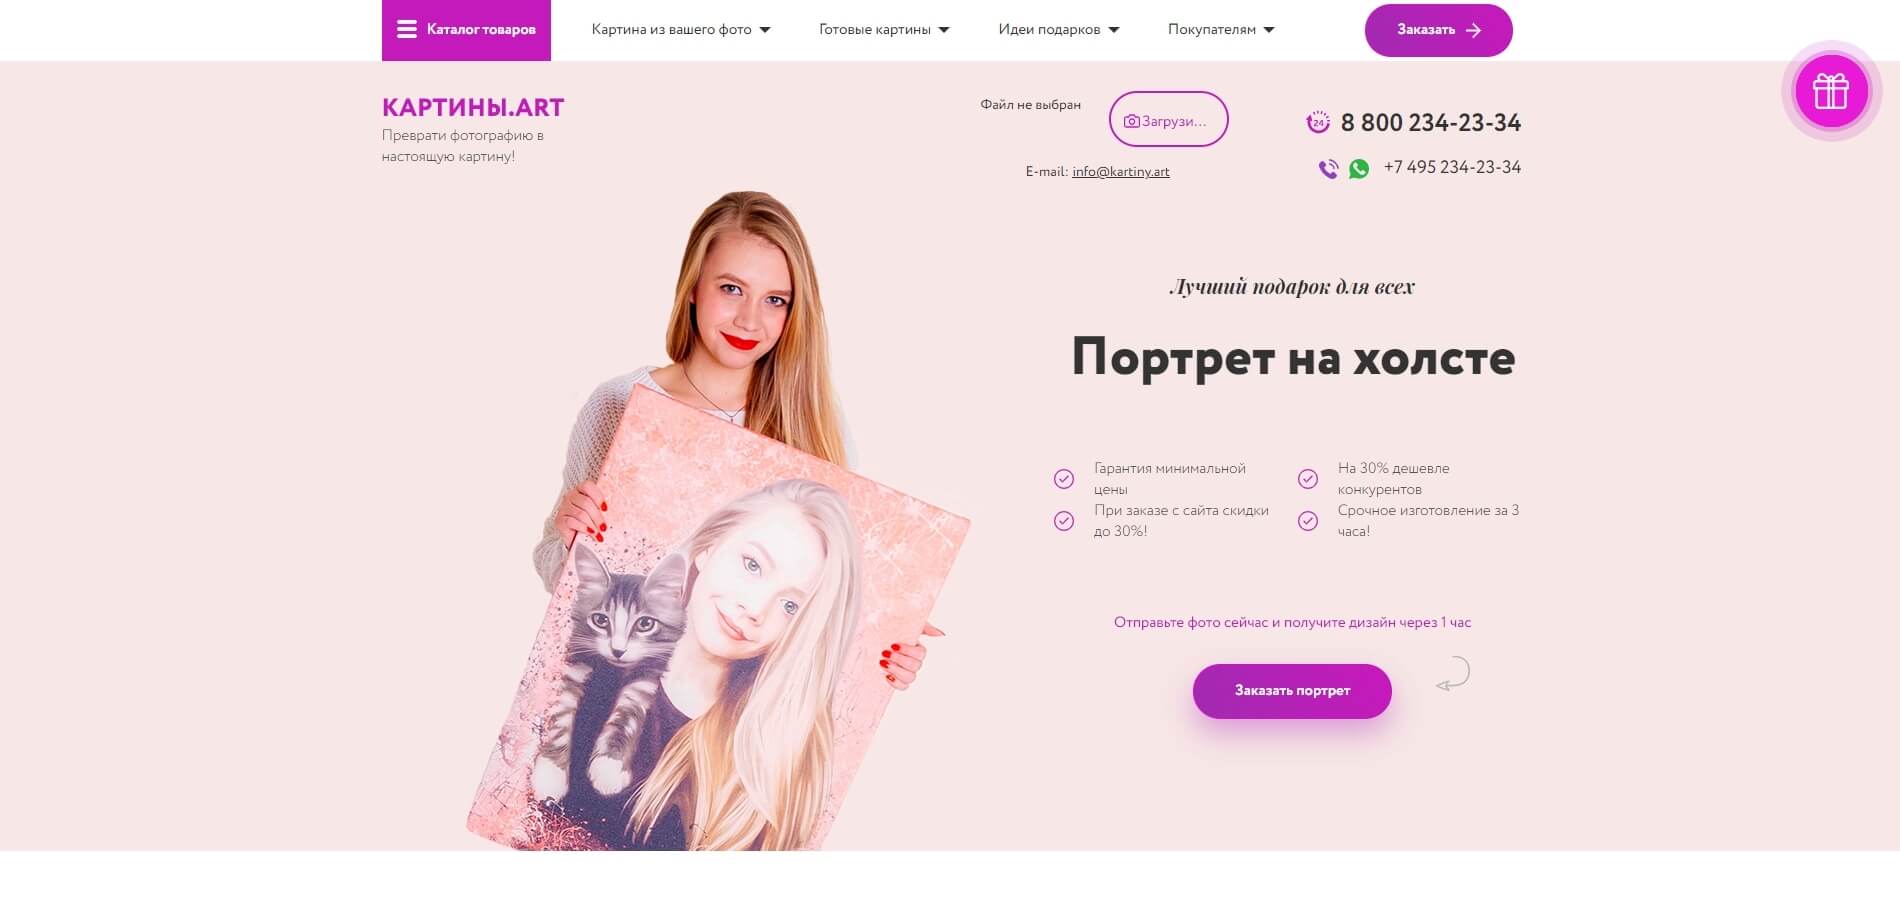 Каталог товаров
Картина из вашего фото
Готовые картины
Идеи подарков
Покупателям
Заказать
КАРТИНЫ.ART
Преврати фотографию в
настоящую картину!
Файл не выбран
Загрузи...
E-mail: info@kartiny.art
24
8 800 234-23-34
+7 495 234-23-34
Лучший подарок для всех
Портрет на холсте
Гарантия минимальной
цены
На 30% дешевле
конкурентов
При заказе с сайта скидки
до 30%!
Срочное изготовление за 3
часа!
Отправьте фото сейчас и получите дизайн через 1 час
Заказать портрет